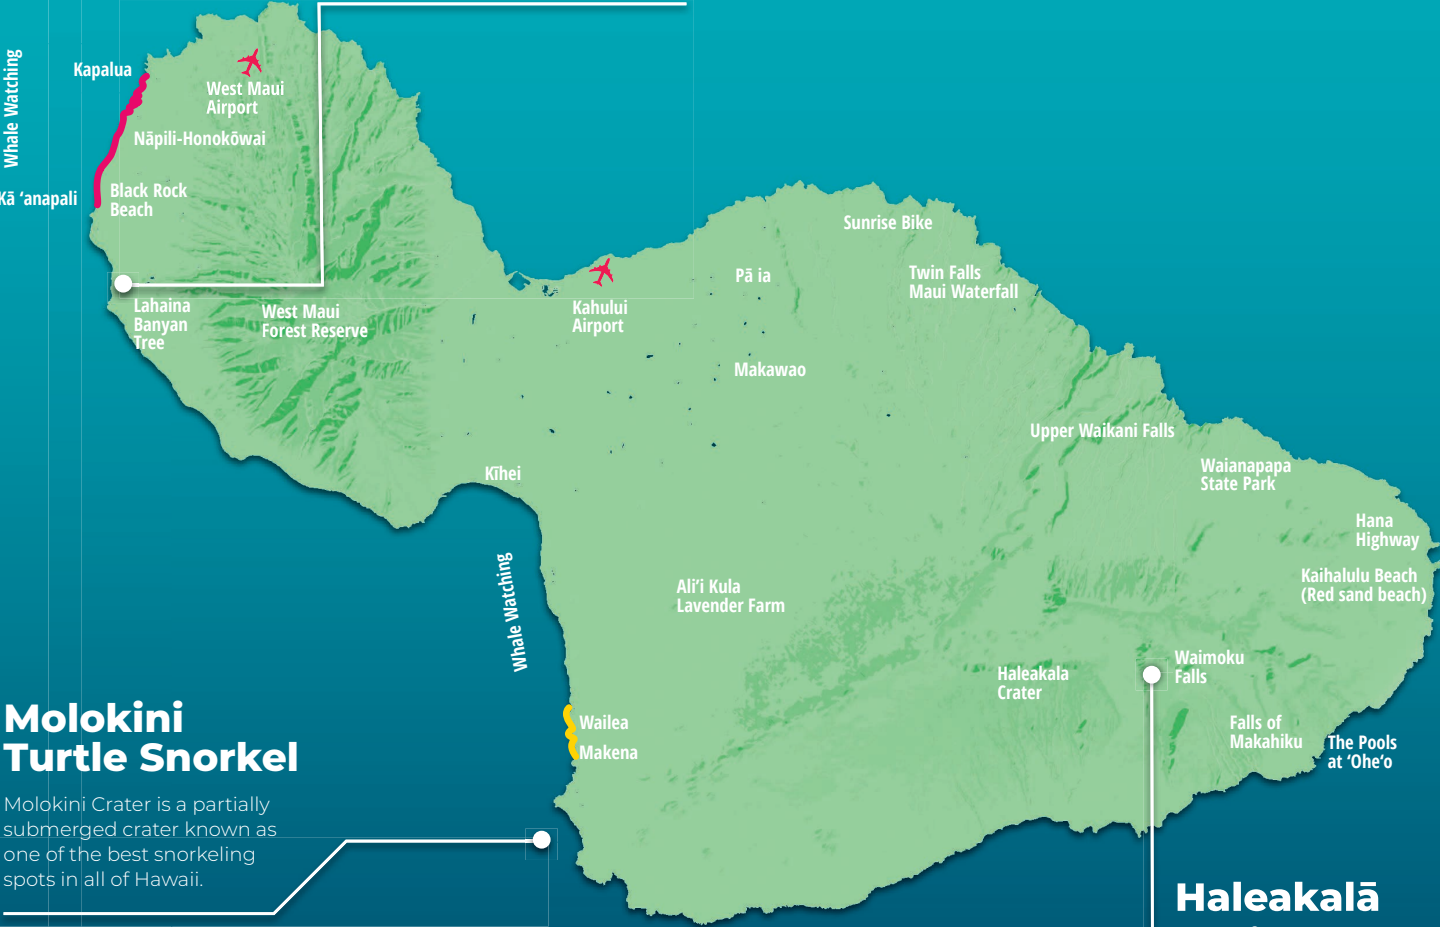 Whale Watching
Kapalua
West Maui
Airport
Nāpili-Honokōwai
Kā ‘anapali
Black Rock
Beach
Lahaina
Banyan
Tree
West Maui
Forest Reserve
Kahului
Airport
Pā ia
Sunrise Bike
Twin Falls
Maui Waterfall
Makawao
Upper Waikani Falls
Waianapapa
State Park
Kīhei
Hana
Highway
Whale Watching
Ali’i Kula
Lavender Farm
Kaihalulu Beach
(Red sand beach)
Haleakala
Crater
Waimoku
Falls
Wailea
Makena
Falls of
Makahiku
The Pools
at ‘Ohe‘o
Molokini
Turtle Snorkel
Molokini Crater is a partially
submerged crater known as
one of the best snorkeling
spots in all of Hawaii.
Haleakalā